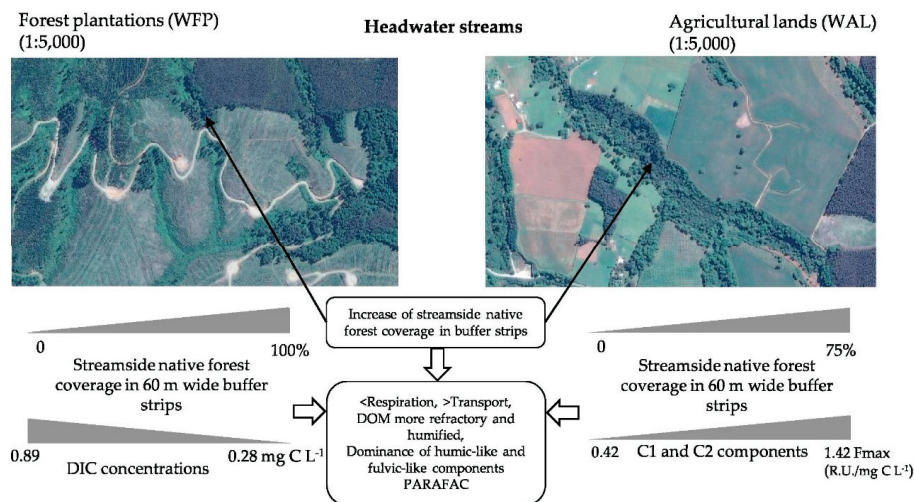 Forest plantations (WFP)
(1:5,000)
Headwater streams
Agricultural lands (WAL)
(1:5,000)
Increase of streamside native
forest coverage in buffer strips
0
100%
Streamside native forest
coverage in 60 m wide buffer
strips
0
75%
Streamside native forest
coverage in 60 m wide buffer
strips
<Respiration, >Transport,
DOM more refractory and
humified,
Dominance of humic-like and
fulvic-like components
PARAFAC
0.89
DIC concentrations
0.28 mg C L⁻¹
0.42
C1 and C2 components
1.42 Fmax
(R.U./mg C L⁻¹)